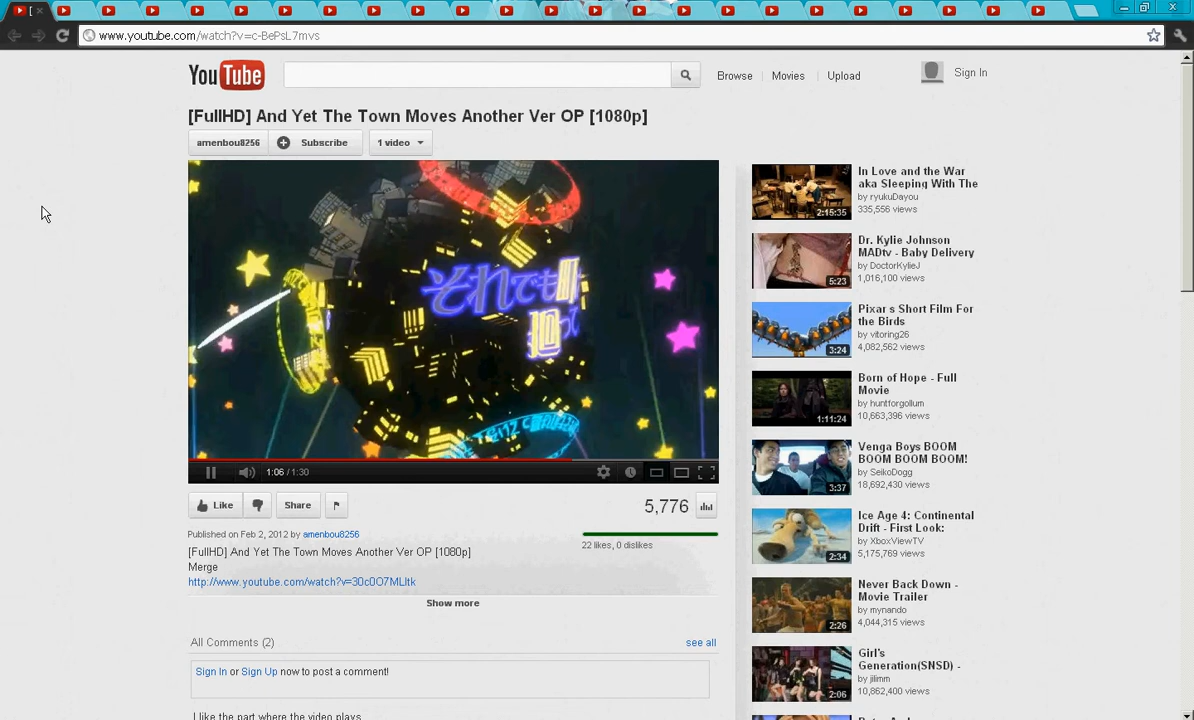 [
www.youtube.com/watch?v=c-BePsL7mvs
YouTube
Browse
Movies
Upload
Sign In
[FullHD] And Yet The Town Moves Another Ver OP [1080p]
amenbou8256
Subscribe
1 video
それでも
町
廻って
1:06 / 1:30
Like
Share
5,776
Published on Feb 2, 2012 by amenbou8256
22 likes, 0 dislikes
[FullHD] And Yet The Town Moves Another Ver OP [1080p]
Merge
http://www.youtube.com/watch?v=30c0O7MLItk
Show more
All Comments (2)
see all
Sign In or Sign Up now to post a comment!
I like the part where the video plays
In Love and the War
aka Sleeping With The
by ryukuDayou
335,556 views
2:15:35
Dr. Kylie Johnson
MADtv - Baby Delivery
by DoctorKylieJ
1,016,100 views
5:23
Pixar s Short Film For
the Birds
by vitoring26
4,082,562 views
3:24
Born of Hope - Full
Movie
by huntforgollum
10,663,396 views
1:11:24
Venga Boys BOOM
BOOM BOOM BOOM!
by SeikoDogg
18,692,430 views
3:37
Ice Age 4: Continental
Drift - First Look:
by XboxViewTV
5,175,769 views
2:34
Never Back Down -
Movie Trailer
by mynando
4,044,315 views
2:26
Girl's
Generation(SNSD) -
by jilimm
10,862,400 views
2:06